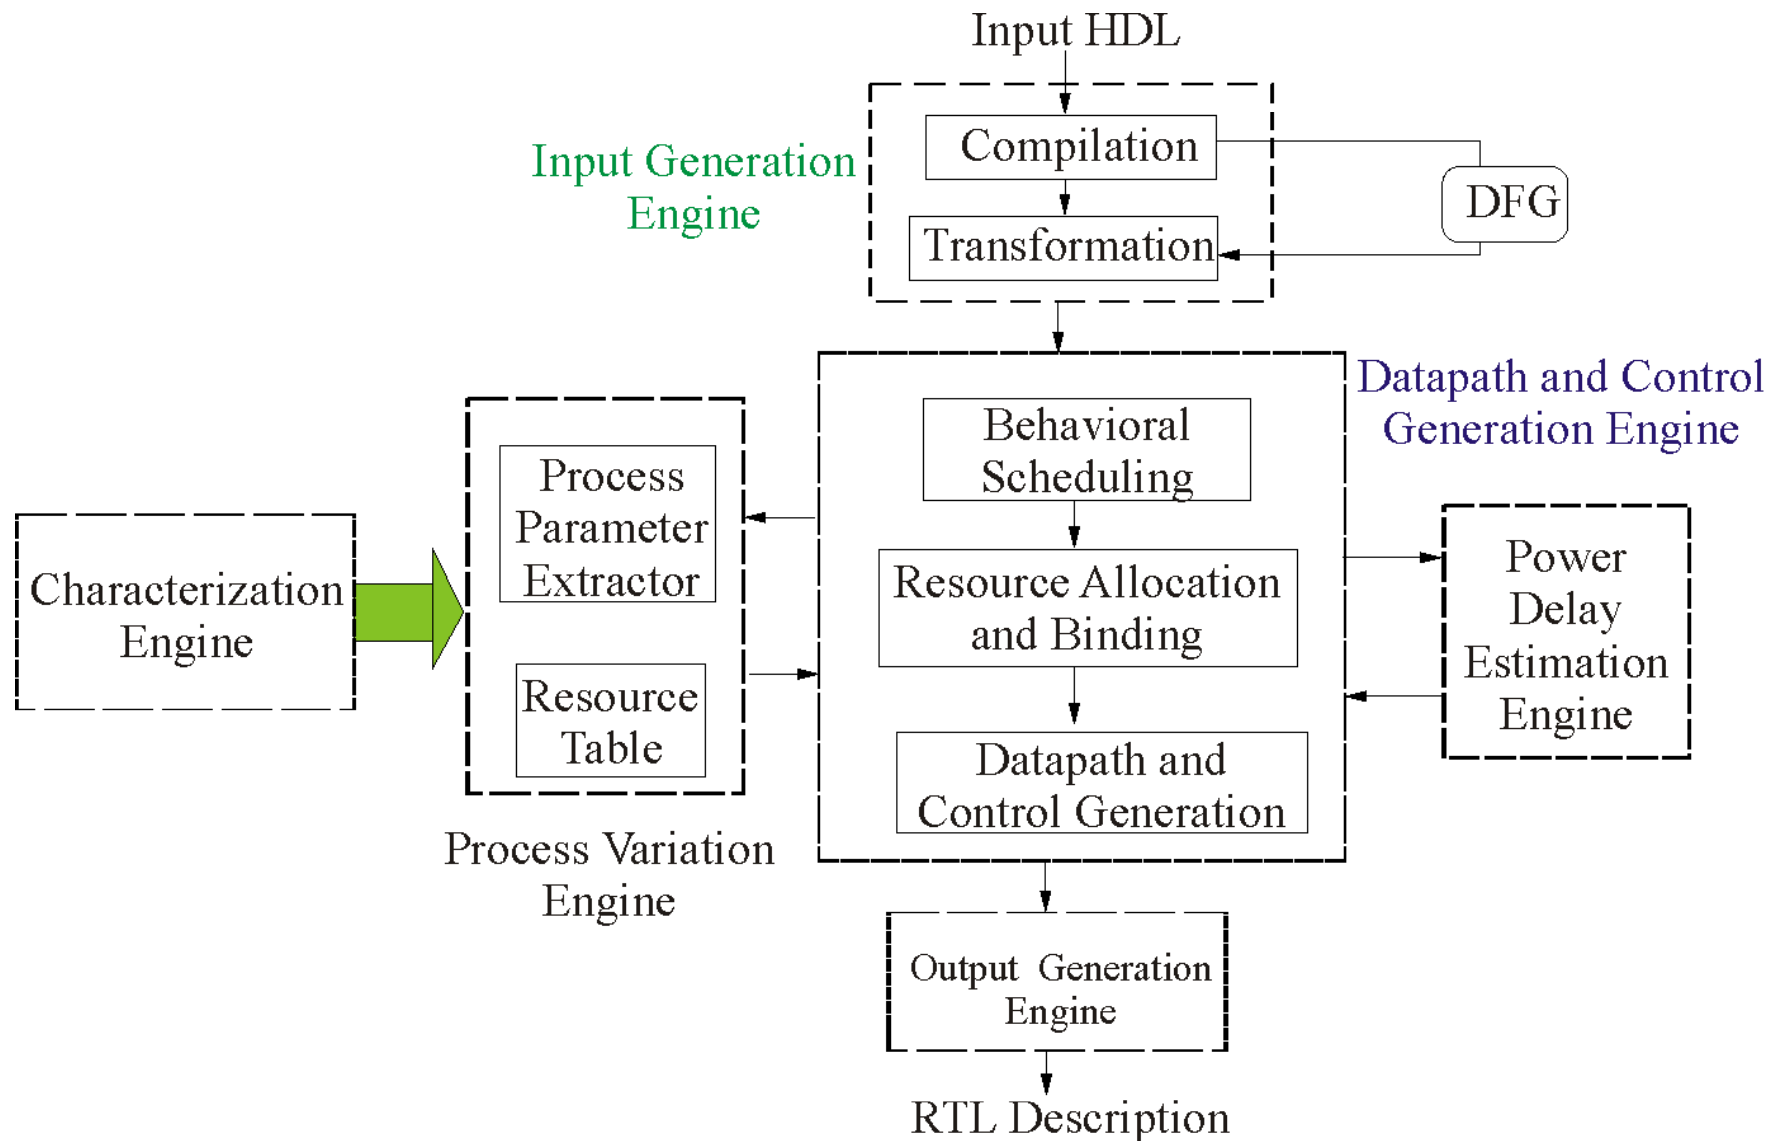 Input HDL
Input Generation
Engine
Compilation
Transformation
DFG
Datapath and Control
Generation Engine
Behavioral
Scheduling
Resource Allocation
and Binding
Datapath and
Control Generation
Process
Parameter
Extractor
Resource
Table
Process Variation
Engine
Characterization
Engine
Power
Delay
Estimation
Engine
Output Generation
Engine
RTL Description